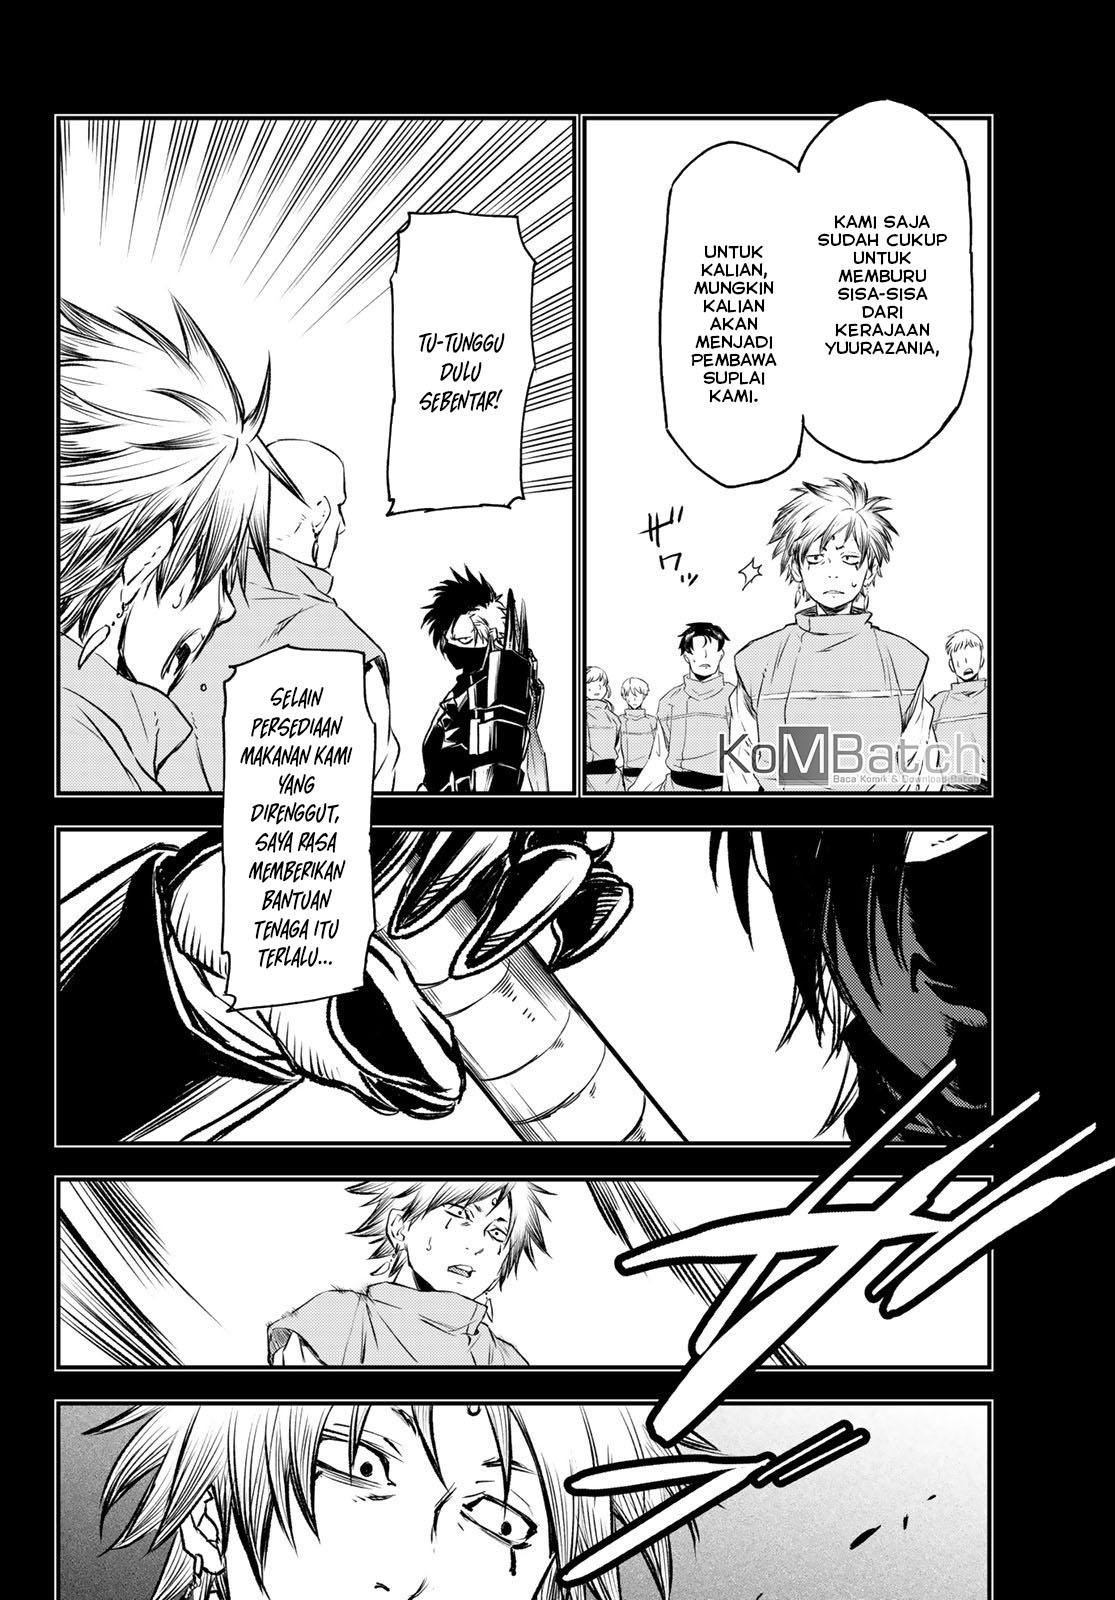 KAMI SAJA
SUDAH CUKUP
UNTUK
MEMBURU
SISA-SISA
DARI
KERAJAAN
YUURAZANIA,
UNTUK
KALIAN,
MUNGKIN
KALIAN
AKAN
MENJADI
PEMBAWA
SUPLAI
KAMI.
ザ
ワッ
TU-TUNGGU
DULU
SEBENTAR!
SELAIN
PERSEDIAAN
MAKANAN KAMI
YANG
DIRENGGUT,
SAYA RASA
MEMBERIKAN
BANTUAN
TENAGA ITU
TERLALU...
KoMBatch
Baca Komik & Download Batch